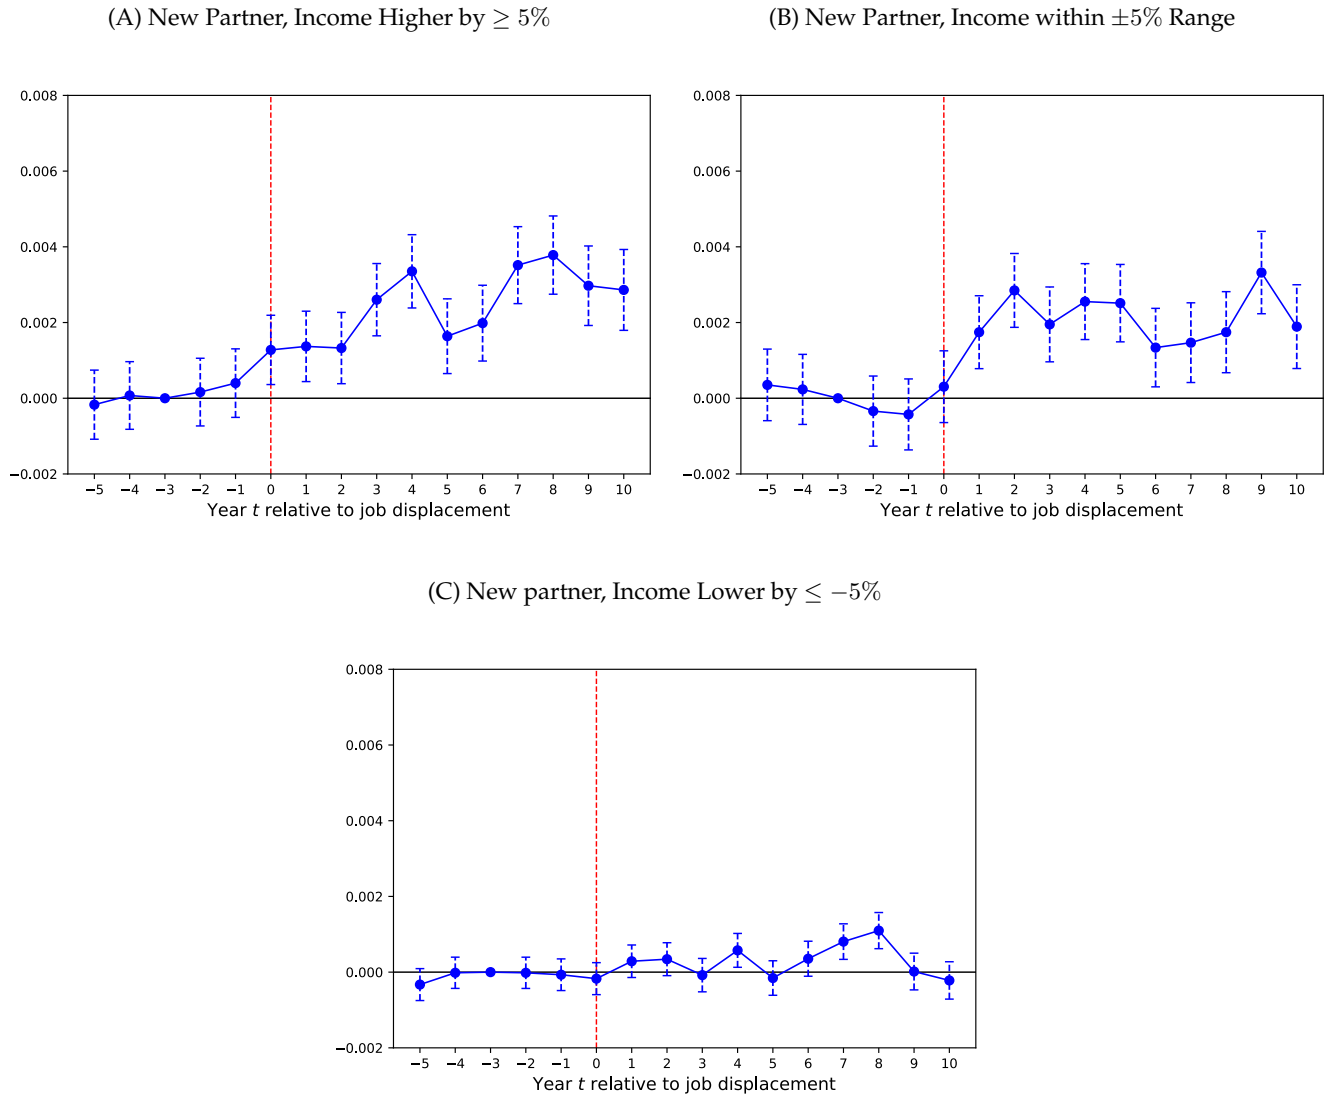 (A) New Partner, Income Higher by ≥ 5%
0.008
0.006
0.004
0.002
0.000
−0.002
−5 −4 −3 −2 −1 0 1 2 3 4 5 6 7 8 9 10
Year t relative to job displacement
(B) New Partner, Income within ±5% Range
0.008
0.006
0.004
0.002
0.000
−0.002
−5 −4 −3 −2 −1 0 1 2 3 4 5 6 7 8 9 10
Year t relative to job displacement
(C) New partner, Income Lower by ≤ −5%
0.008
0.006
0.004
0.002
0.000
−0.002
−5 −4 −3 −2 −1 0 1 2 3 4 5 6 7 8 9 10
Year t relative to job displacement